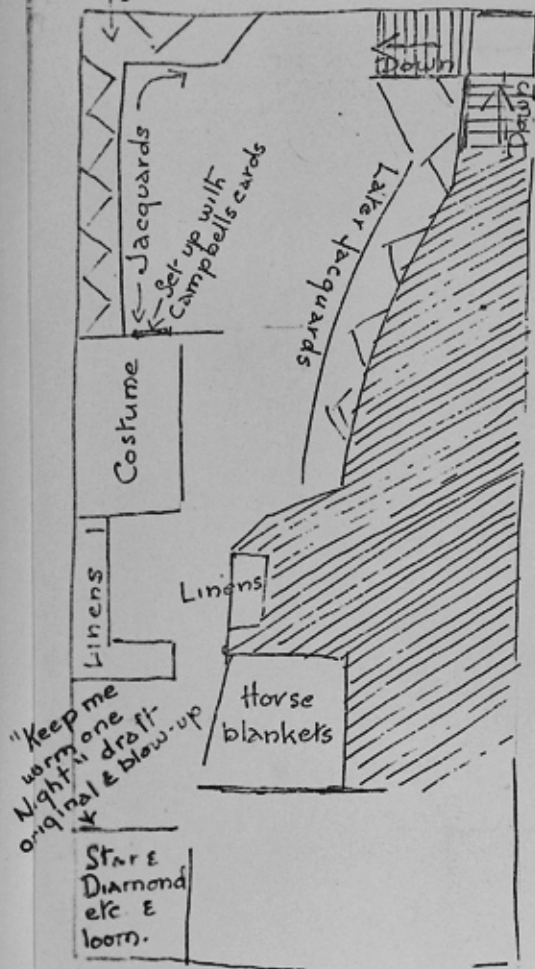 Down
Down
Jacquards
Set up with
Campbells cards
Later Jacquards
Costume
Linens
Linens
Horse
blankets
"Keep me
warm one
Night" draft
original & blow-up
Star &
Diamond
etc &
loom.